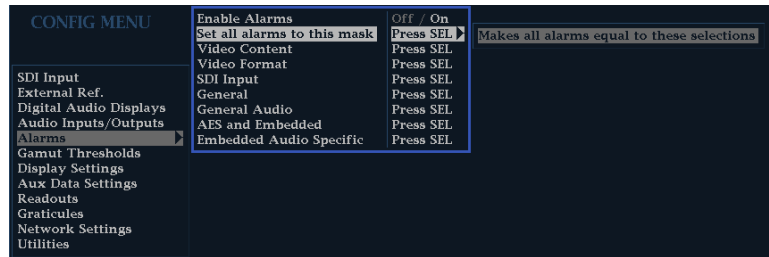 CONFIG MENU
SDI Input
External Ref.
Digital Audio Displays
Audio Inputs/Outputs
Alarms
Gamut Thresholds
Display Settings
Aux Data Settings
Readouts
Graticules
Network Settings
Utilities
Enable Alarms Off / On
Set all alarms to this mask Press SEL
Video Content Press SEL
Video Format Press SEL
SDI Input Press SEL
General Press SEL
General Audio Press SEL
AES and Embedded Press SEL
Embedded Audio Specific Press SEL
Makes all alarms equal to these selections